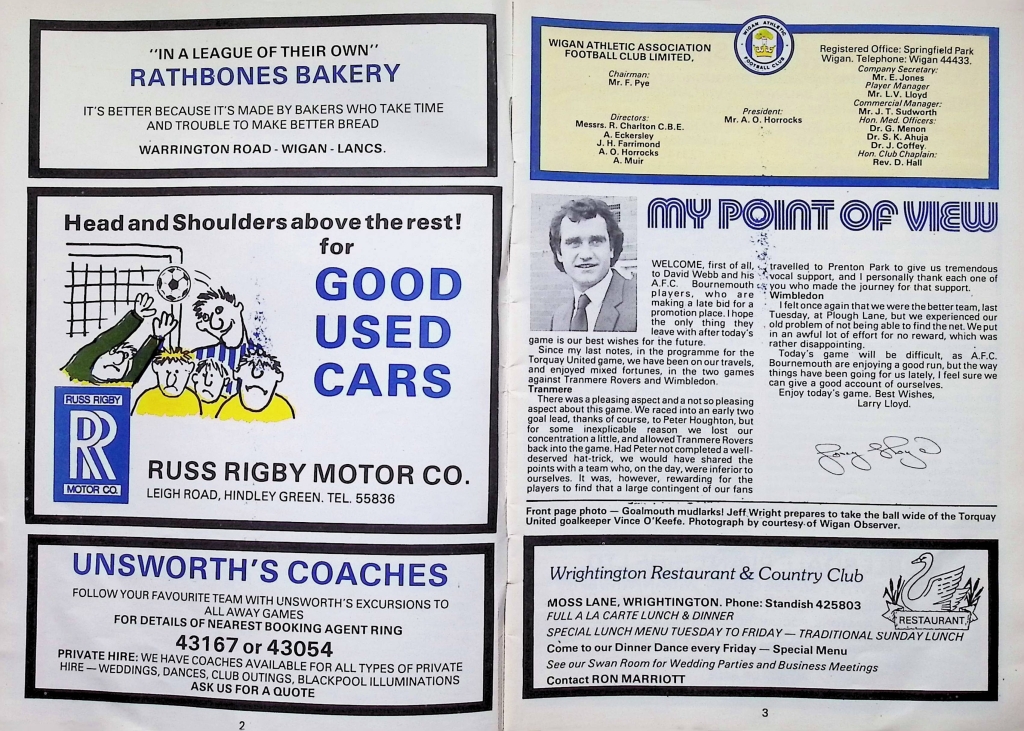 "IN A LEAGUE OF THEIR OWN"
RATHBONES BAKERY
IT'S BETTER BECAUSE IT'S MADE BY BAKERS WHO TAKE TIME
AND TROUBLE TO MAKE BETTER BREAD
WARRINGTON ROAD - WIGAN - LANCS.
Head and Shoulders above the rest!
for
GOOD
USED
CARS
RUSS RIGBY
RR
MOTOR CO.
RUSS RIGBY MOTOR CO.
LEIGH ROAD, HINDLEY GREEN. TEL. 55836
UNSWORTH'S COACHES
FOLLOW YOUR FAVOURITE TEAM WITH UNSWORTH'S EXCURSIONS TO
ALL AWAY GAMES
FOR DETAILS OF NEAREST BOOKING AGENT RING
43167 or 43054
PRIVATE HIRE: WE HAVE COACHES AVAILABLE FOR ALL TYPES OF PRIVATE
HIRE — WEDDINGS, DANCES, CLUB OUTINGS, BLACKPOOL ILLUMINATIONS
ASK US FOR A QUOTE
2
WIGAN ATHLETIC ASSOCIATION
FOOTBALL CLUB LIMITED.
Chairman:
Mr. F. Pye
Directors:
Messrs. R. Charlton C.B.E.
A. Eckersley
J. H. Farrimond
A. O. Horrocks
A. Muir
WIGAN ATHLETIC
FOOTBALL CLUB
President:
Mr. A. O. Horrocks
Registered Office: Springfield Park
Wigan. Telephone: Wigan 44433.
Company Secretary:
Mr. E. Jones
Player Manager
Mr. L.V. Lloyd
Commercial Manager:
Mr. J. T. Sudworth
Hon. Med. Officers:
Dr. G. Menon
Dr. S. K. Ahuja
Dr. J. Coffey.
Hon. Club Chaplain:
Rev. D. Hall
MY POINT OF VIEW
WELCOME, first of all,
to David Webb and his
A.F.C. Bournemouth
players, who are
making a late bid for a
promotion place. I hope
the only thing they
leave with after today's
game is our best wishes for the future.
Since my last notes, in the programme for the
Torquay United game, we have been on our travels,
and enjoyed mixed fortunes, in the two games
against Tranmere Rovers and Wimbledon.
Tranmere
There was a pleasing aspect and a not so pleasing
aspect about this game. We raced into an early two
goal lead, thanks of course, to Peter Houghton, but
for some inexplicable reason we lost our
concentration a little, and allowed Tranmere Rovers
back into the game. Had Peter not completed a well-
deserved hat-trick, we would have shared the
points with a team who, on the day, were inferior to
ourselves. It was, however, rewarding for the
players to find that a large contingent of our fans
travelled to Prenton Park to give us tremendous
vocal support, and I personally thank each one of
you who made the journey for that support.
Wimbledon
I felt once again that we were the better team, last
Tuesday, at Plough Lane, but we experienced our
old problem of not being able to find the net. We put
in an awful lot of effort for no reward, which was
rather disappointing.
Today's game will be difficult, as A.F.C.
Bournemouth are enjoying a good run, but the way
things have been going for us lately, I feel sure we
can give a good account of ourselves.
Enjoy today's game. Best Wishes,
Larry Lloyd.
Larry Lloyd
Front page photo — Goalmouth mudlarks! Jeff Wright prepares to take the ball wide of the Torquay
United goalkeeper Vince O'Keefe. Photograph by courtesy of Wigan Observer.
Wrightington Restaurant & Country Club
MOSS LANE, WRIGHTINGTON. Phone: Standish 425803
FULL A LA CARTE LUNCH & DINNER
SPECIAL LUNCH MENU TUESDAY TO FRIDAY — TRADITIONAL SUNDAY LUNCH
Come to our Dinner Dance every Friday — Special Menu
See our Swan Room for Wedding Parties and Business Meetings
Contact RON MARRIOTT
RESTAURANT
3